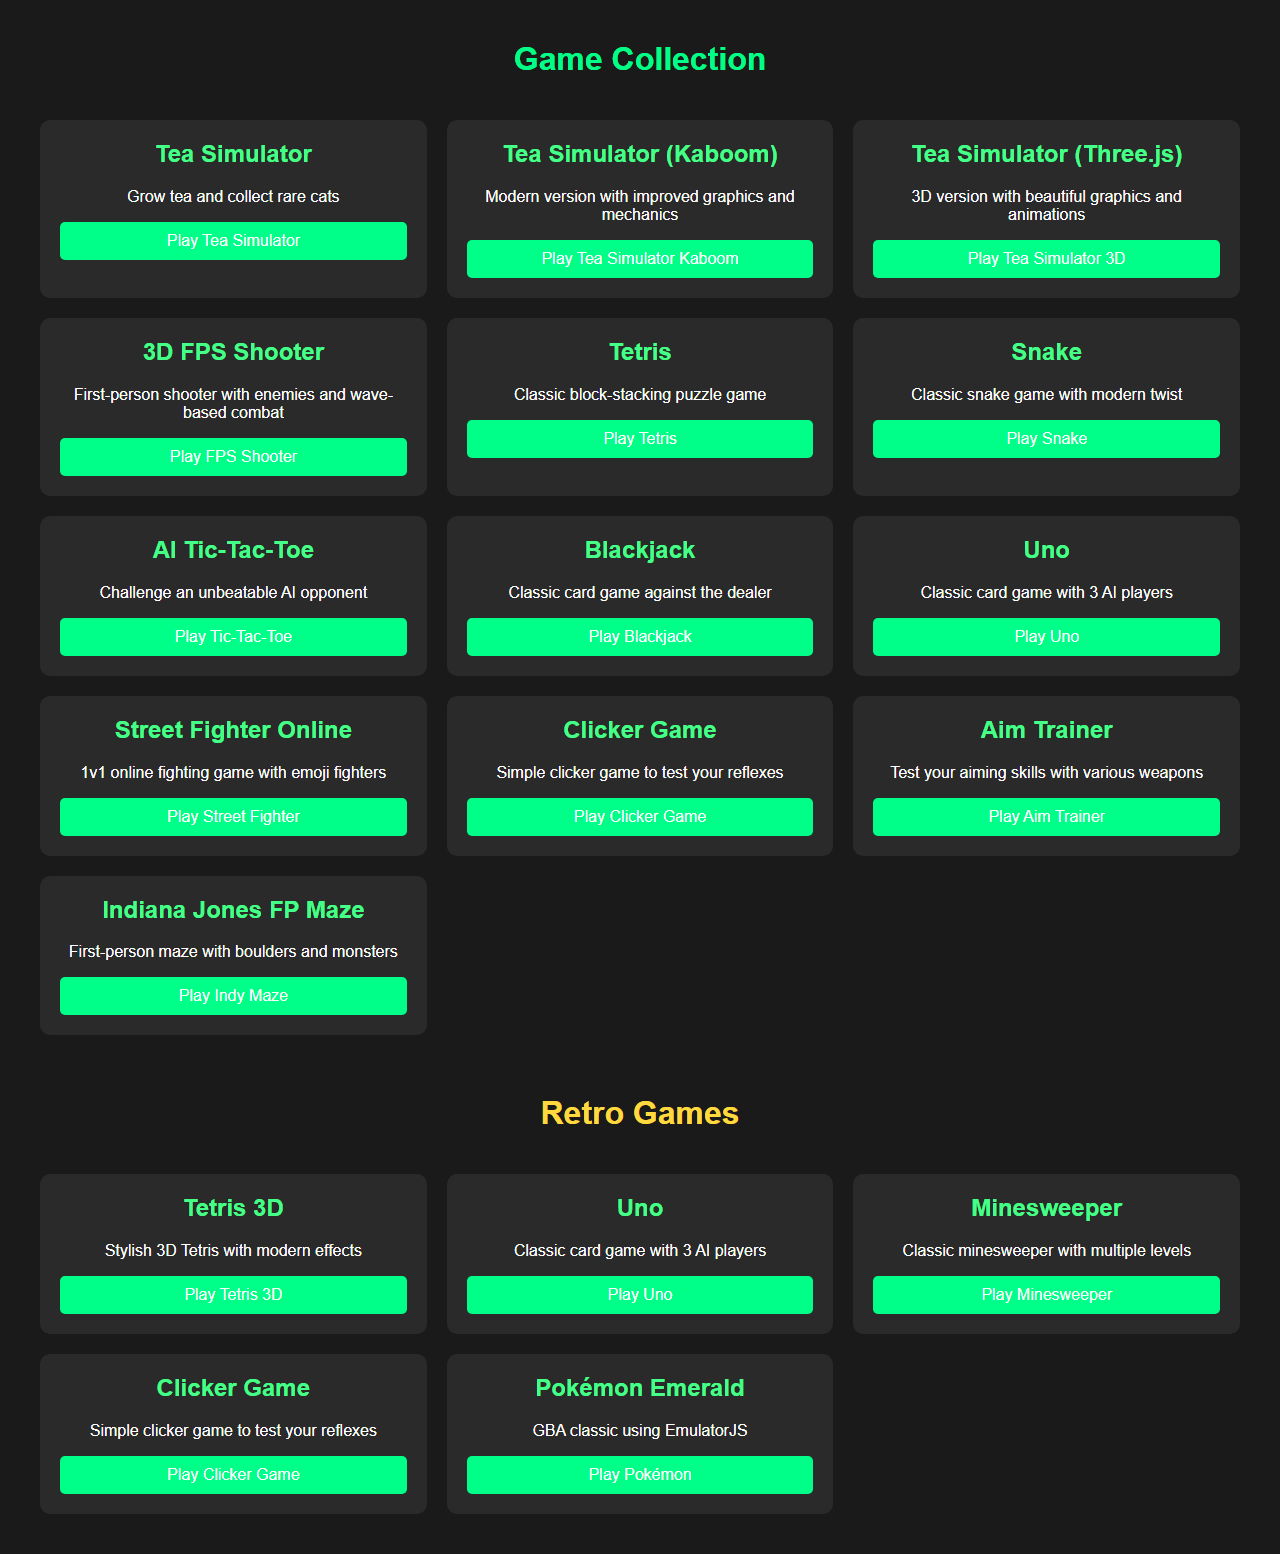 Game Collection
Tea Simulator
Grow tea and collect rare cats
Play Tea Simulator
Tea Simulator (Kaboom)
Modern version with improved graphics and
mechanics
Play Tea Simulator Kaboom
Tea Simulator (Three.js)
3D version with beautiful graphics and
animations
Play Tea Simulator 3D
3D FPS Shooter
First-person shooter with enemies and wave-
based combat
Play FPS Shooter
Tetris
Classic block-stacking puzzle game
Play Tetris
Snake
Classic snake game with modern twist
Play Snake
AI Tic-Tac-Toe
Challenge an unbeatable AI opponent
Play Tic-Tac-Toe
Blackjack
Classic card game against the dealer
Play Blackjack
Uno
Classic card game with 3 AI players
Play Uno
Street Fighter Online
1v1 online fighting game with emoji fighters
Play Street Fighter
Clicker Game
Simple clicker game to test your reflexes
Play Clicker Game
Aim Trainer
Test your aiming skills with various weapons
Play Aim Trainer
Indiana Jones FP Maze
First-person maze with boulders and monsters
Play Indy Maze
Retro Games
Tetris 3D
Stylish 3D Tetris with modern effects
Play Tetris 3D
Uno
Classic card game with 3 AI players
Play Uno
Minesweeper
Classic minesweeper with multiple levels
Play Minesweeper
Clicker Game
Simple clicker game to test your reflexes
Play Clicker Game
Pokémon Emerald
GBA classic using EmulatorJS
Play Pokémon